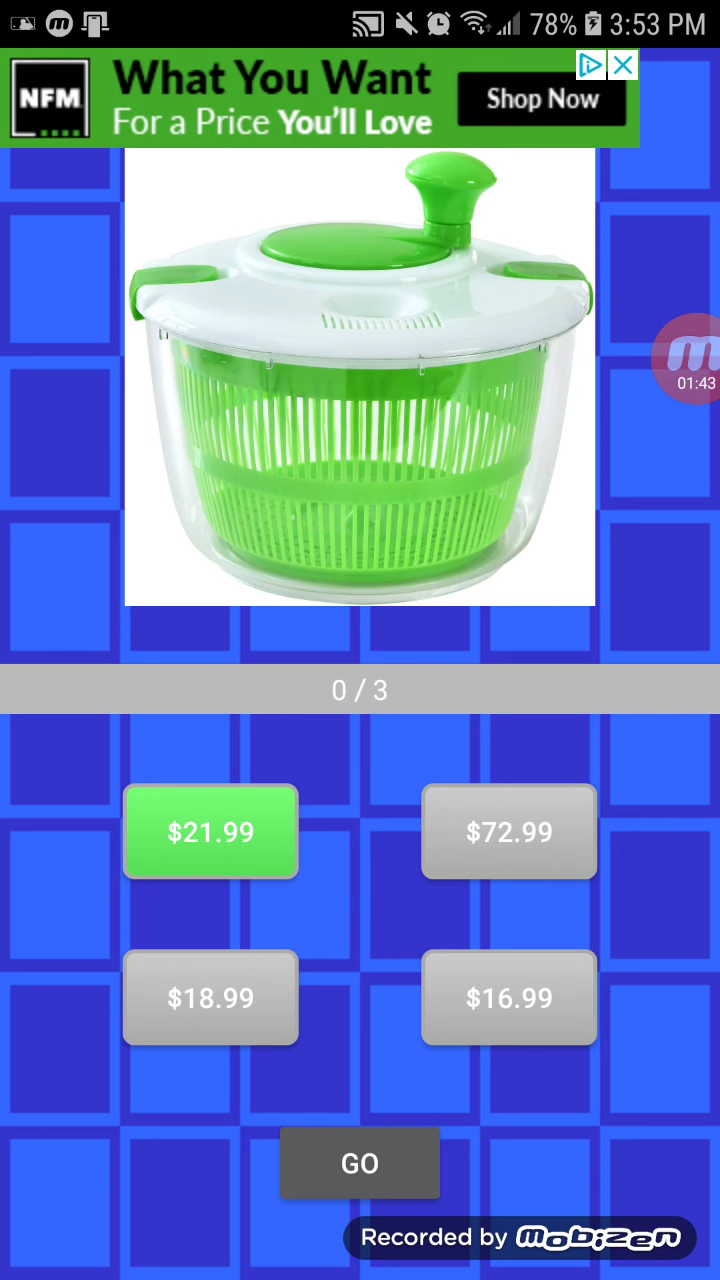 78% 3:53 PM
NFM
What You Want
For a Price You'll Love
Shop Now
m
01:43
0 / 3
$21.99
$72.99
$18.99
$16.99
GO
Recorded by mobizen